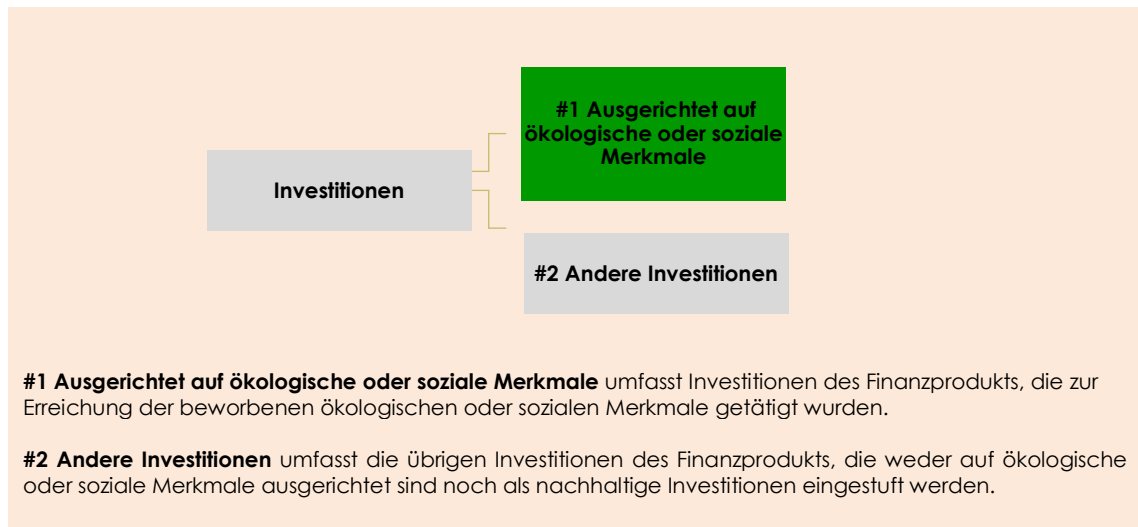 #1 Ausgerichtet auf
ökologische oder soziale
Merkmale
Investitionen
#2 Andere Investitionen
#1 Ausgerichtet auf ökologische oder soziale Merkmale umfasst Investitionen des Finanzprodukts, die zur
Erreichung der beworbenen ökologischen oder sozialen Merkmale getätigt wurden.
#2 Andere Investitionen umfasst die übrigen Investitionen des Finanzprodukts, die weder auf ökologische
oder soziale Merkmale ausgerichtet sind noch als nachhaltige Investitionen eingestuft werden.